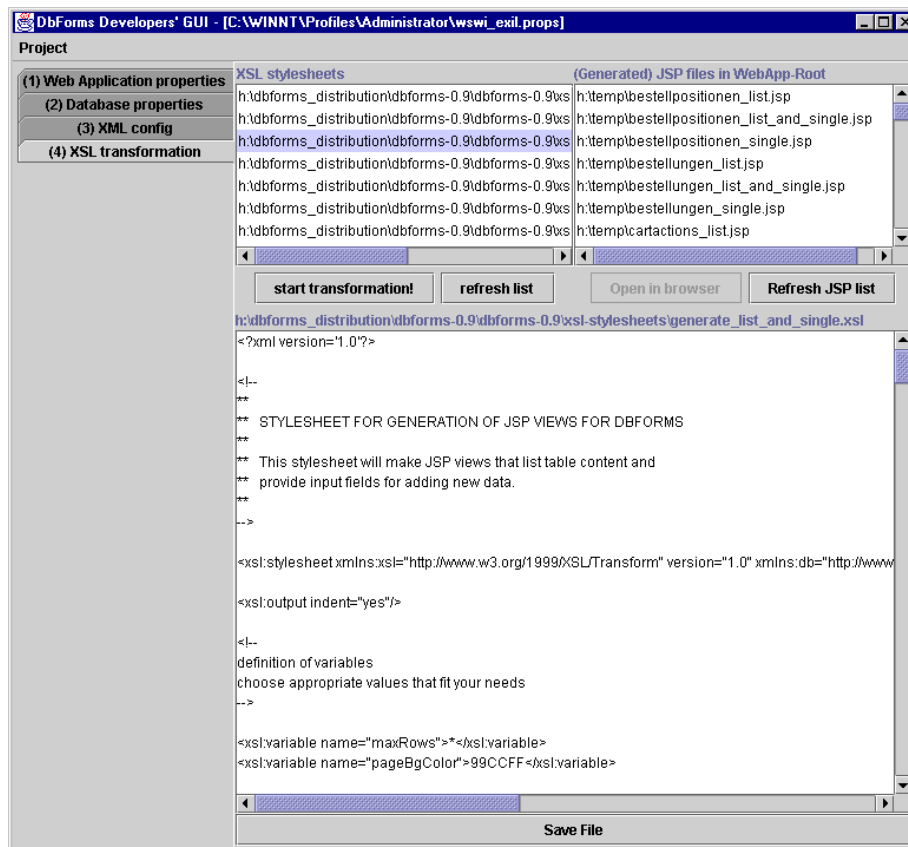 DbForms Developers' GUI - [C:\WINNT\Profiles\Administrator\wswi_exil.props]
Project
(1) Web Application properties
(2) Database properties
(3) XML config
(4) XSL transformation
XSL stylesheets
h:\dbforms_distribution\dbforms-0.9\dbforms-0.9\xs
h:\dbforms_distribution\dbforms-0.9\dbforms-0.9\xs
h:\dbforms_distribution\dbforms-0.9\dbforms-0.9\xs
h:\dbforms_distribution\dbforms-0.9\dbforms-0.9\xs
h:\dbforms_distribution\dbforms-0.9\dbforms-0.9\xs
h:\dbforms_distribution\dbforms-0.9\dbforms-0.9\xs
h:\dbforms_distribution\dbforms-0.9\dbforms-0.9\xs
(Generated) JSP files in WebApp-Root
h:\temp\bestellpositionen_list.jsp
h:\temp\bestellpositionen_list_and_single.jsp
h:\temp\bestellpositionen_single.jsp
h:\temp\bestellungen_list.jsp
h:\temp\bestellungen_list_and_single.jsp
h:\temp\bestellungen_single.jsp
h:\temp\cartactions_list.jsp
start transformation!
refresh list
Open in browser
Refresh JSP list
h:\dbforms_distribution\dbforms-0.9\dbforms-0.9\xsl-stylesheets\generate_list_and_single.xsl
<?xml version='1.0'?>
<!--
**
** STYLESHEET FOR GENERATION OF JSP VIEWS FOR DBFORMS
**
** This stylesheet will make JSP views that list table content and
** provide input fields for adding new data.
**
-->
<xsl:stylesheet xmlns:xsl="http://www.w3.org/1999/XSL/Transform" version="1.0" xmlns:db="http://www
<xsl:output indent="yes"/>
<!--
definition of variables
choose appropriate values that fit your needs
-->
<xsl:variable name="maxRows">*</xsl:variable>
<xsl:variable name="pageBgColor">99CCFF</xsl:variable>
Save File